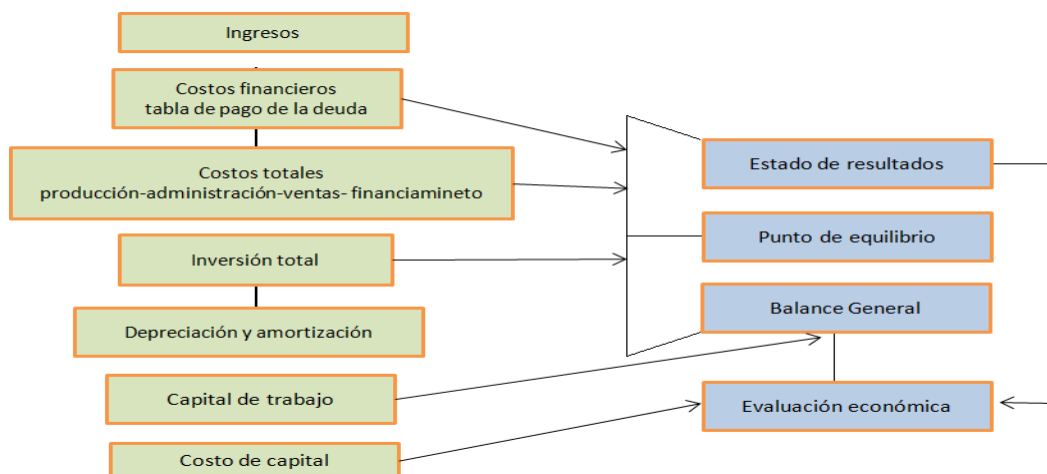 Ingresos
Costos financieros
tabla de pago de la deuda
Costos totales
producción-administración-ventas- financiamineto
Inversión total
Depreciación y amortización
Capital de trabajo
Costo de capital
Estado de resultados
Punto de equilibrio
Balance General
Evaluación económica